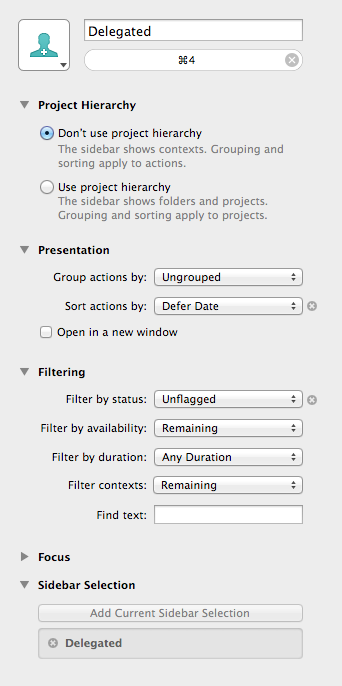 Delegated
⌘4
Project Hierarchy
Don't use project hierarchy
The sidebar shows contexts. Grouping and
sorting apply to actions.
Use project hierarchy
The sidebar shows folders and projects.
Grouping and sorting apply to projects.
Presentation
Group actions by: Ungrouped
Sort actions by: Defer Date
Open in a new window
Filtering
Filter by status: Unflagged
Filter by availability: Remaining
Filter by duration: Any Duration
Filter contexts: Remaining
Find text:
Focus
Sidebar Selection
Add Current Sidebar Selection
Delegated